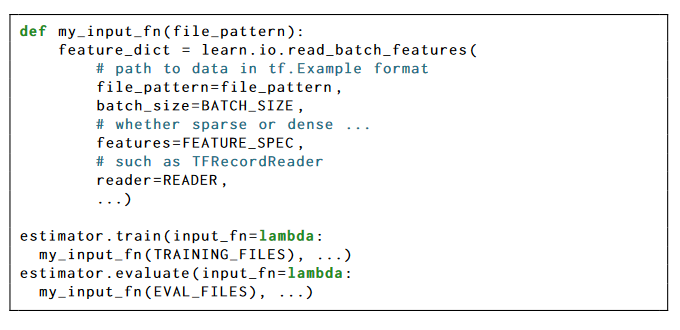 def my_input_fn(file_pattern):
    feature_dict = learn.io.read_batch_features(
        # path to data in tf.Example format
        file_pattern=file_pattern,
        batch_size=BATCH_SIZE,
        # whether sparse or dense ...
        features=FEATURE_SPEC,
        # such as TFRecordReader
        reader=READER,
        ...)
estimator.train(input_fn=lambda:
  my_input_fn(TRAINING_FILES), ...)
estimator.evaluate(input_fn=lambda:
  my_input_fn(EVAL_FILES), ...)